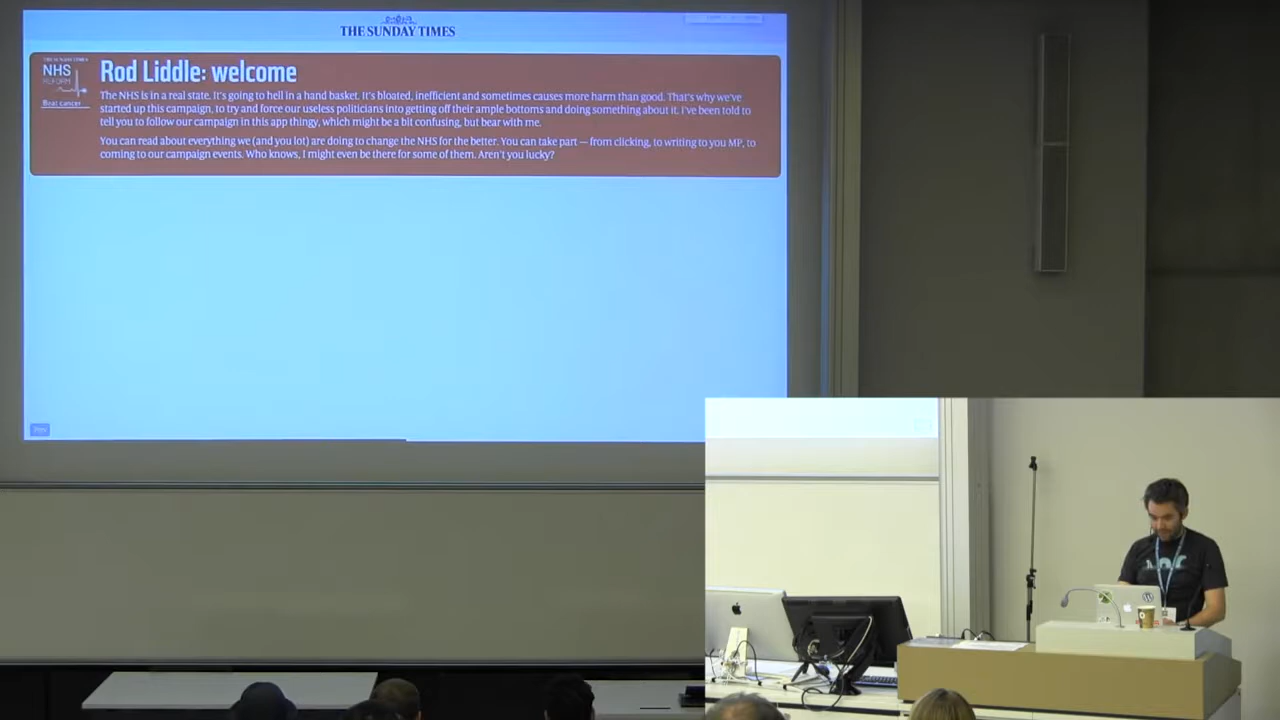 THE SUNDAY TIMES
THE SUNDAY TIMES
NHS
REFORM
Beat cancer
Rod Liddle: welcome
The NHS is in a real state. It's going to hell in a hand basket. It's bloated, inefficient and sometimes causes more harm than good. That's why we've
started up this campaign, to try and force our useless politicians into getting off their ample bottoms and doing something about it. I've been told to
tell you to follow our campaign in this app thingy, which might be a bit confusing, but bear with me.
You can read about everything we (and you lot) are doing to change the NHS for the better. You can take part — from clicking, to writing to you MP, to
coming to our campaign events. Who knows, I might even be there for some of them. Aren't you lucky?